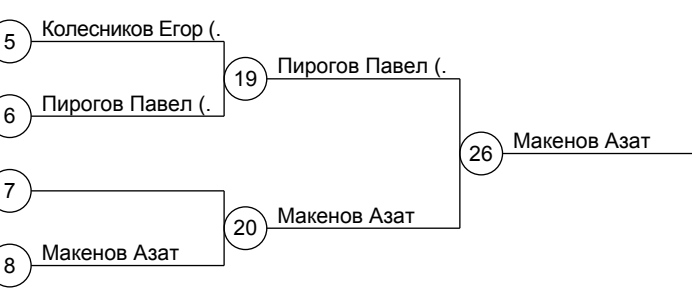 5
Колесников Егор (.
19
Пирогов Павел (.
6
Пирогов Павел (.
26
Макенов Азат
7
20
Макенов Азат
8
Макенов Азат